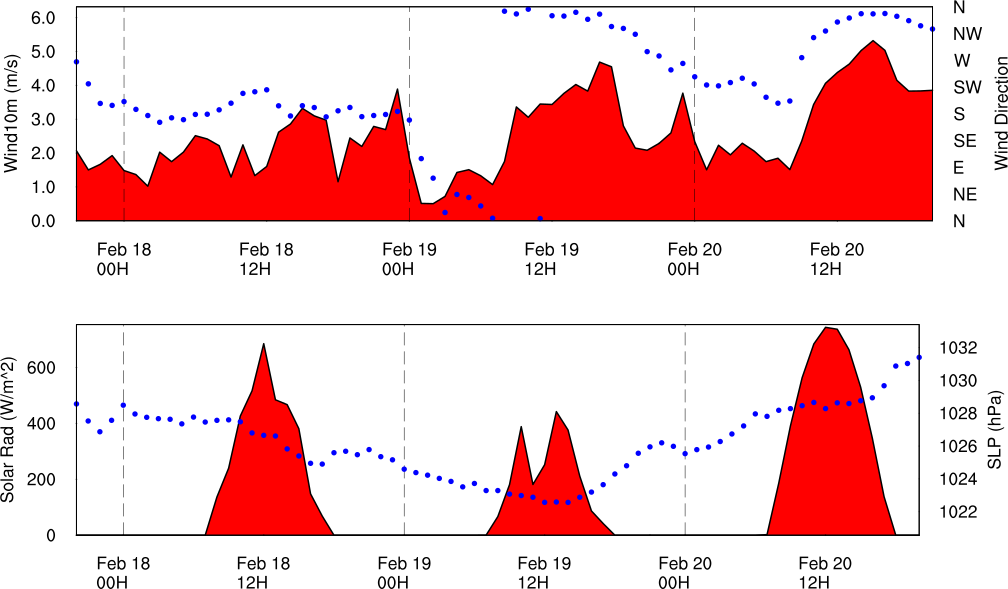 N
6.0
NW
5.0
W
4.0
SW
3.0
S
2.0
SE
1.0
E
NE
0.0
N
Wind10m (m/s)
Wind Direction
Feb 18 Feb 18 Feb 19 Feb 19 Feb 20 Feb 20
00H 12H 00H 12H 00H 12H
600
400
200
0
Solar Rad (W/m^2)
1032
1030
1028
1026
1024
1022
SLP (hPa)
Feb 18 Feb 18 Feb 19 Feb 19 Feb 20 Feb 20
00H 12H 00H 12H 00H 12H